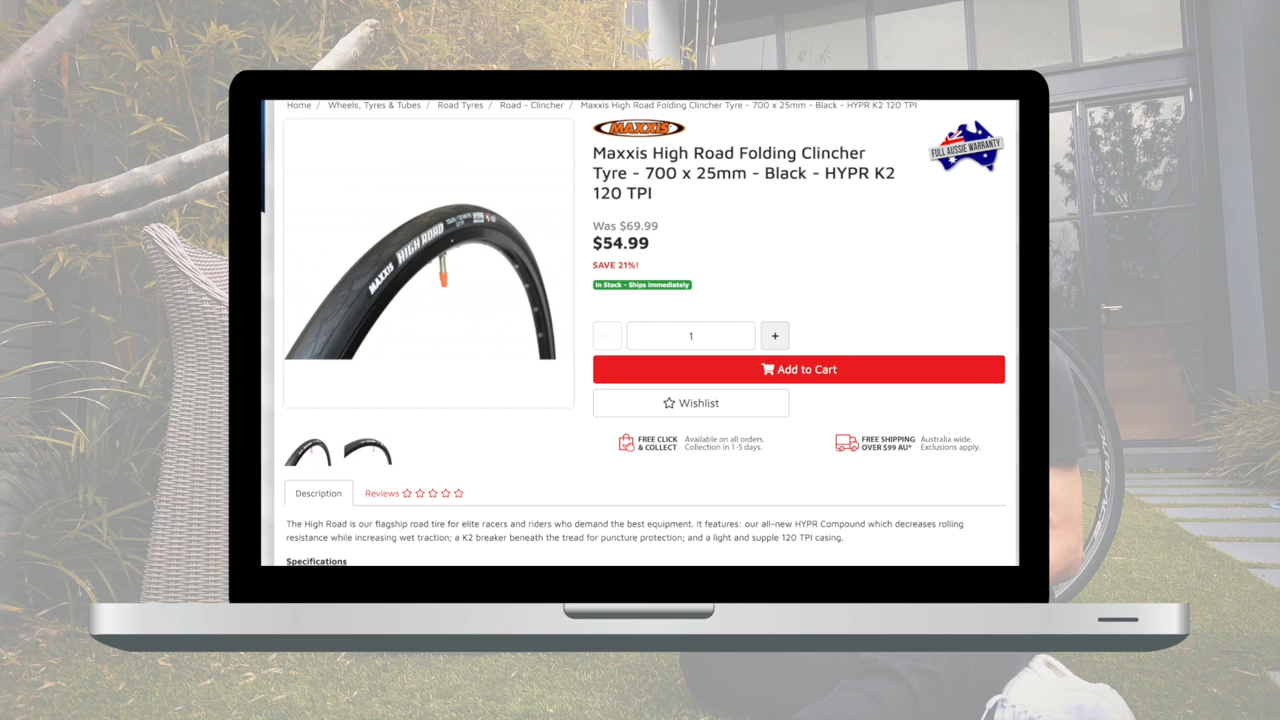 Home / Wheels, Tyres & Tubes / Road Tyres / Road - Clincher / Maxxis High Road Folding Clincher Tyre - 700 x 25mm - Black - HYPR K2 120 TPI
MAXXIS
FULL AUSSIE WARRANTY
Maxxis High Road Folding Clincher
Tyre - 700 x 25mm - Black - HYPR K2
120 TPI
Was $69.99
$54.99
SAVE 21%!
In Stock - Ships immediately
MAXXIS HIGH ROAD
- 1 +
Add to Cart
Wishlist
FREE CLICK
& COLLECT
Available on all orders.
Collection in 1-5 days.
FREE SHIPPING
OVER $99 AU*
Australia wide.
Exclusions apply.
Description
Reviews
The High Road is our flagship road tire for elite racers and riders who demand the best equipment. It features: our all-new HYPR Compound which decreases rolling
resistance while increasing wet traction; a K2 breaker beneath the tread for puncture protection; and a light and supple 120 TPI casing.
Specifications